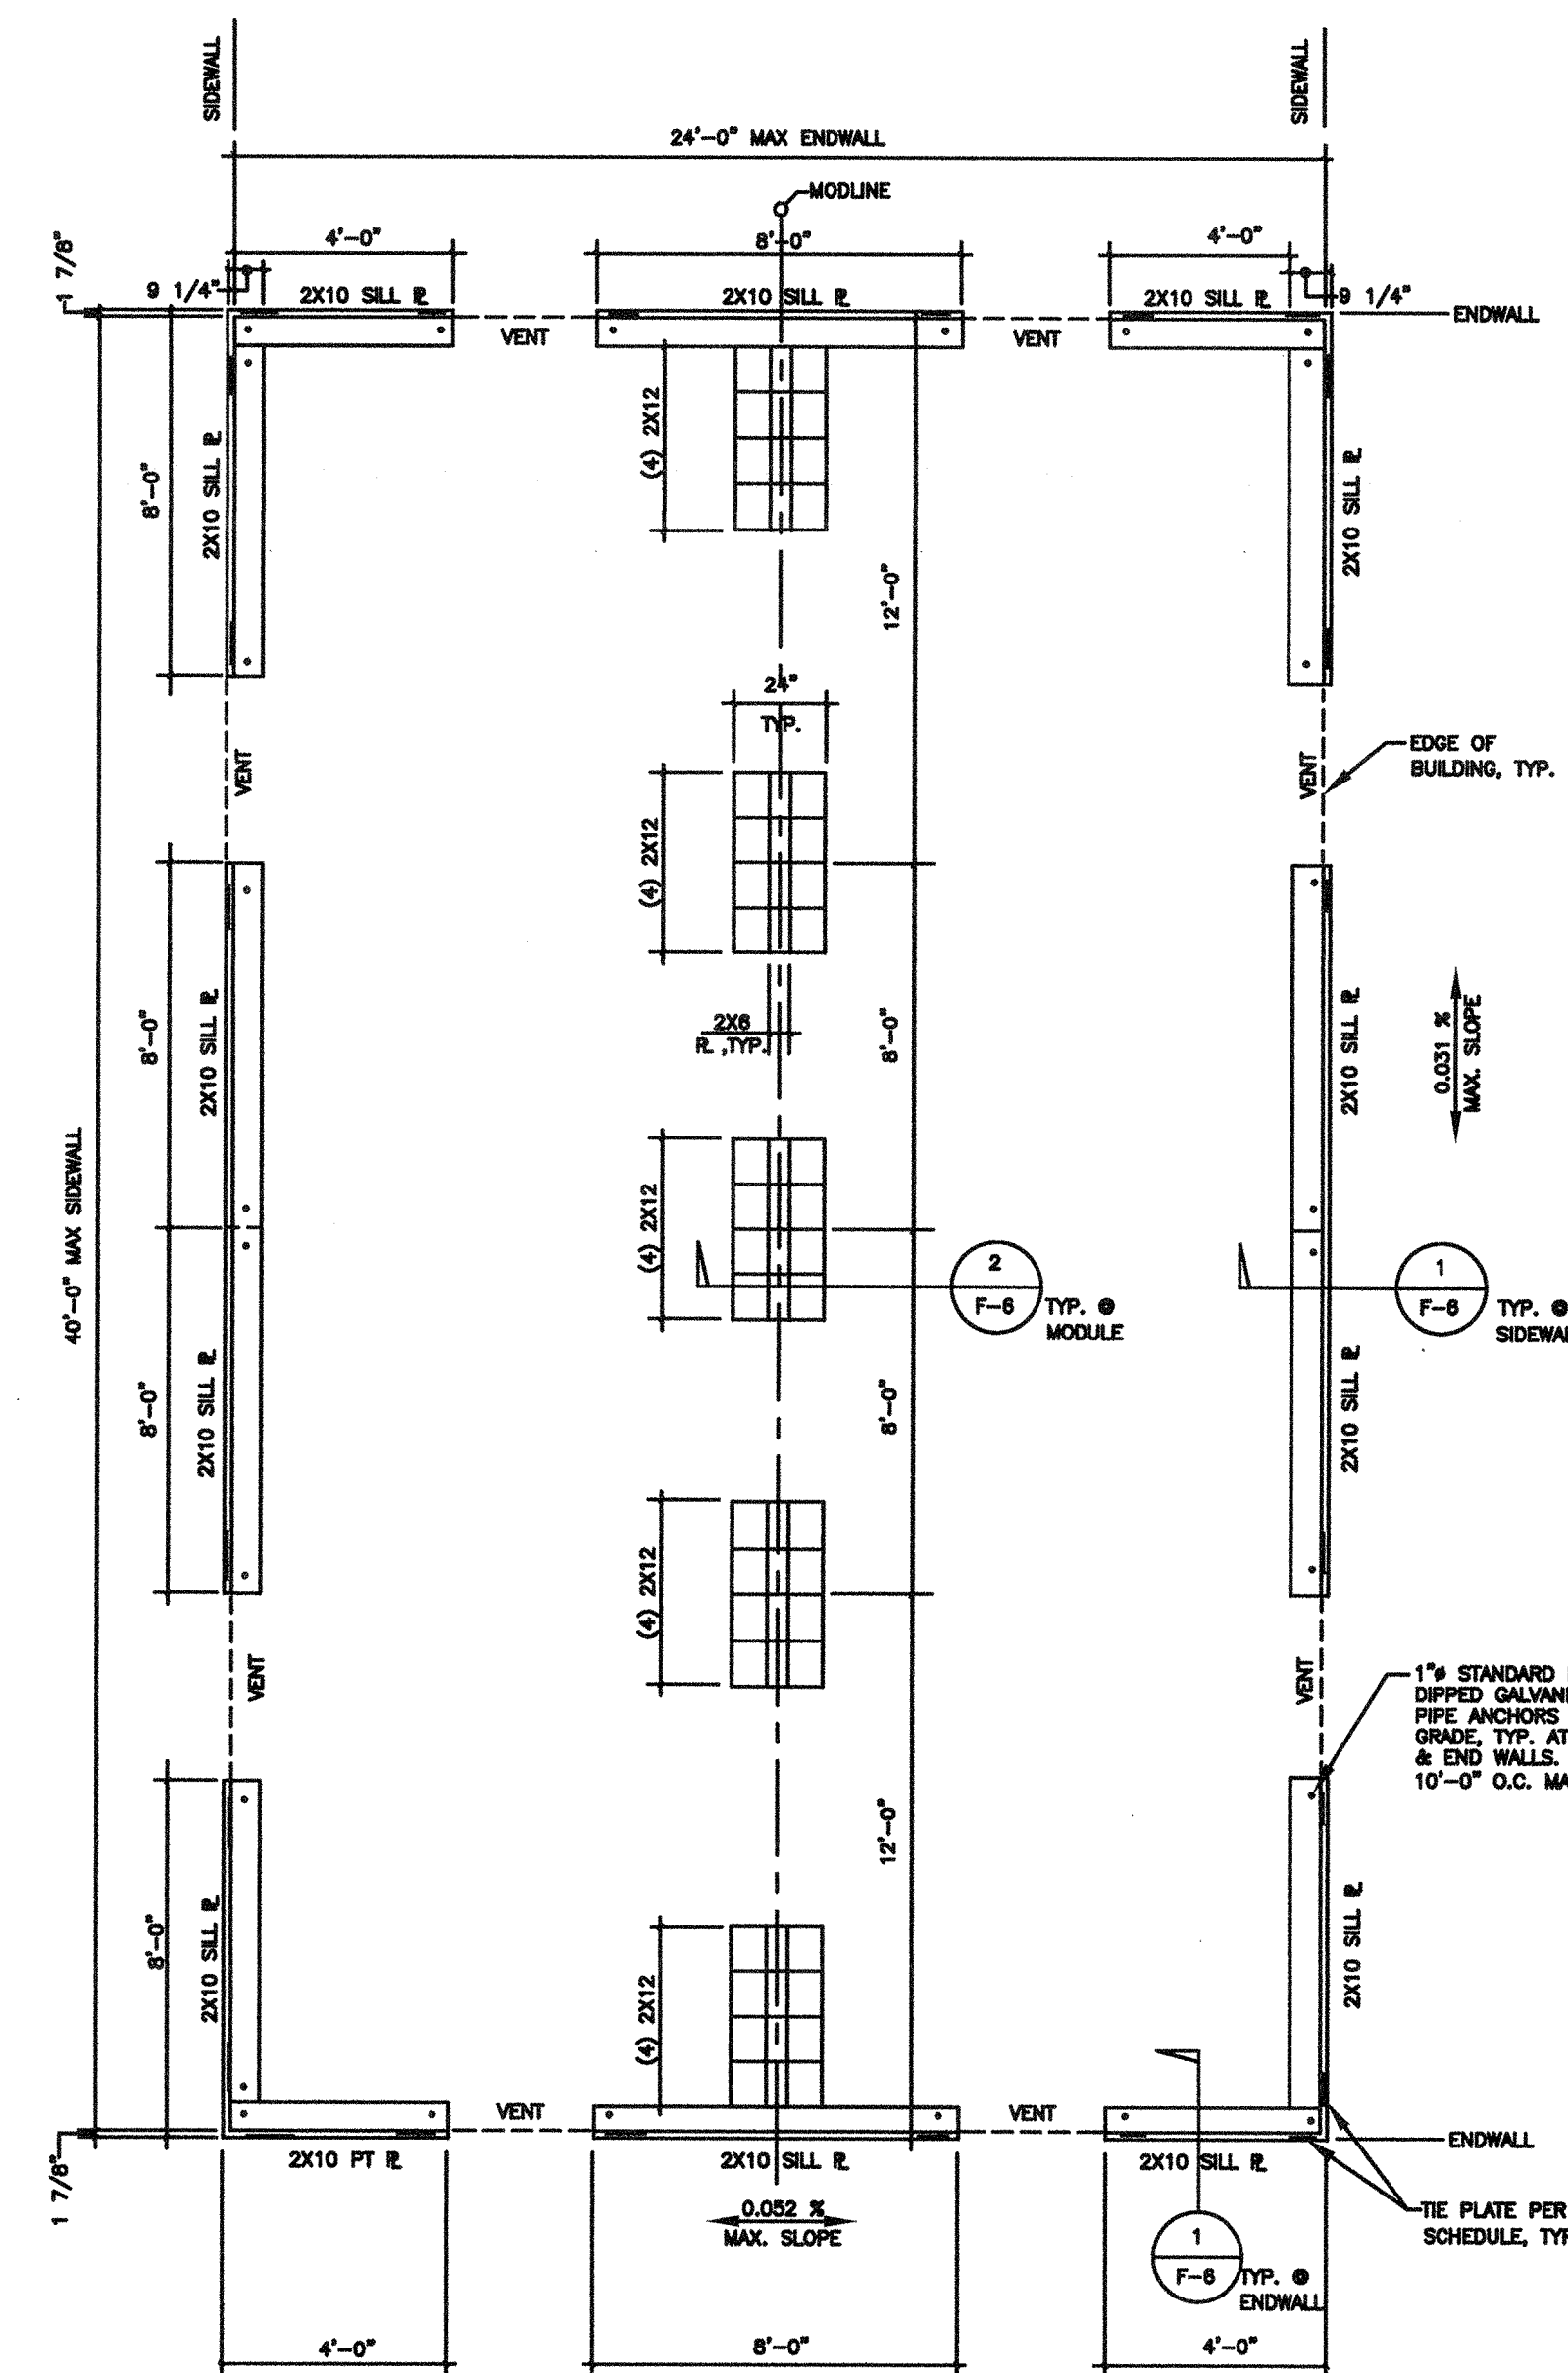 SIDEWALL
SIDEWALL
24'-0" MAX ENDWALL
MODLINE
4'-0"
8'-0"
4'-0"
1 7/8"
9 1/4"
2X10 SILL PL
2X10 SILL PL
2X10 SILL PL
9 1/4"
ENDWALL
VENT
VENT
8'-0"
2X10 SILL PL
(4) 2X12
12'-0"
2X10 SILL PL
24"
TYP.
VENT
VENT
EDGE OF
BUILDING, TYP.
(4) 2X12
8'-0"
2X10 SILL PL
2X6
PL ,TYP.
8'-0"
2X10 SILL PL
0.031 %
MAX. SLOPE
40'-0" MAX SIDEWALL
(4) 2X12
2
F-6
TYP. @
MODULE
1
F-6
TYP. @
8'-0"
2X10 SILL PL
8'-0"
2X10 SILL PL
(4) 2X12
VENT
VENT
1"ø STANDARD
DIPPED
PIPE ANCHORS
GRADE, TYP. AT
& END WALLS.
10'-0" O.C.
12'-0"
8'-0"
2X10 SILL PL
(4) 2X12
2X10 SILL PL
VENT
VENT
ENDWALL
1 7/8"
2X10 PT PL
2X10 SILL PL
2X10 SILL PL
0.052 %
MAX. SLOPE
TIE PLATE PER
SCHEDULE,
1
F-6
TYP. @
ENDWALL
4'-0"
8'-0"
4'-0"